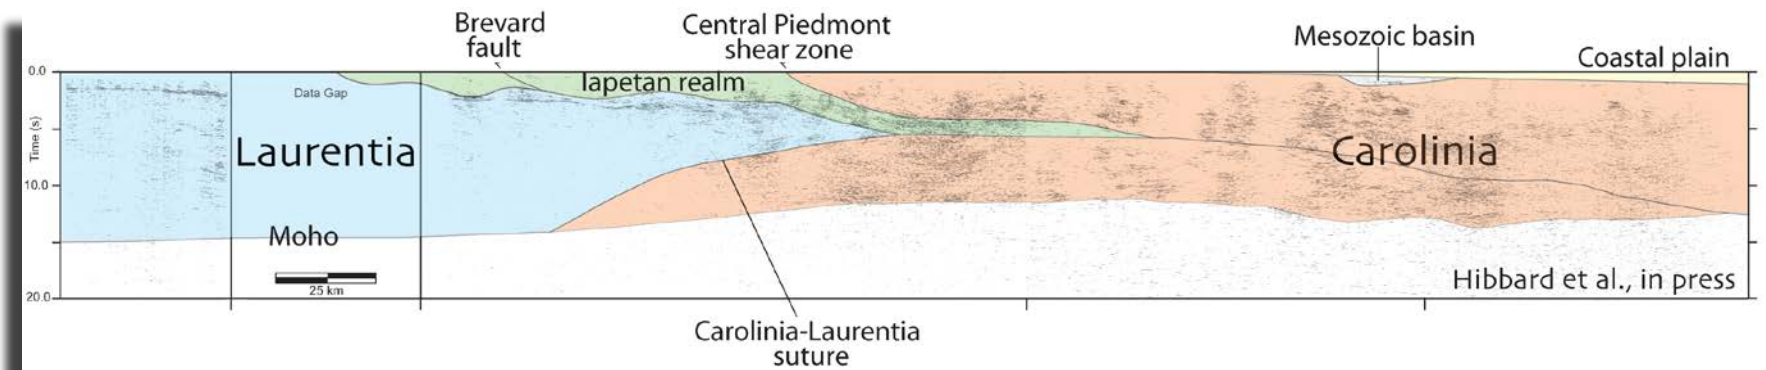 Brevard
fault
Central Piedmont
shear zone
Mesozoic basin
Coastal plain
0.0
Iapetan realm
Data Gap
Time (s)
Laurentia
Carolinia
10.0
Moho
25 km
Hibbard et al., in press
20.0
Carolinia-Laurentia
suture